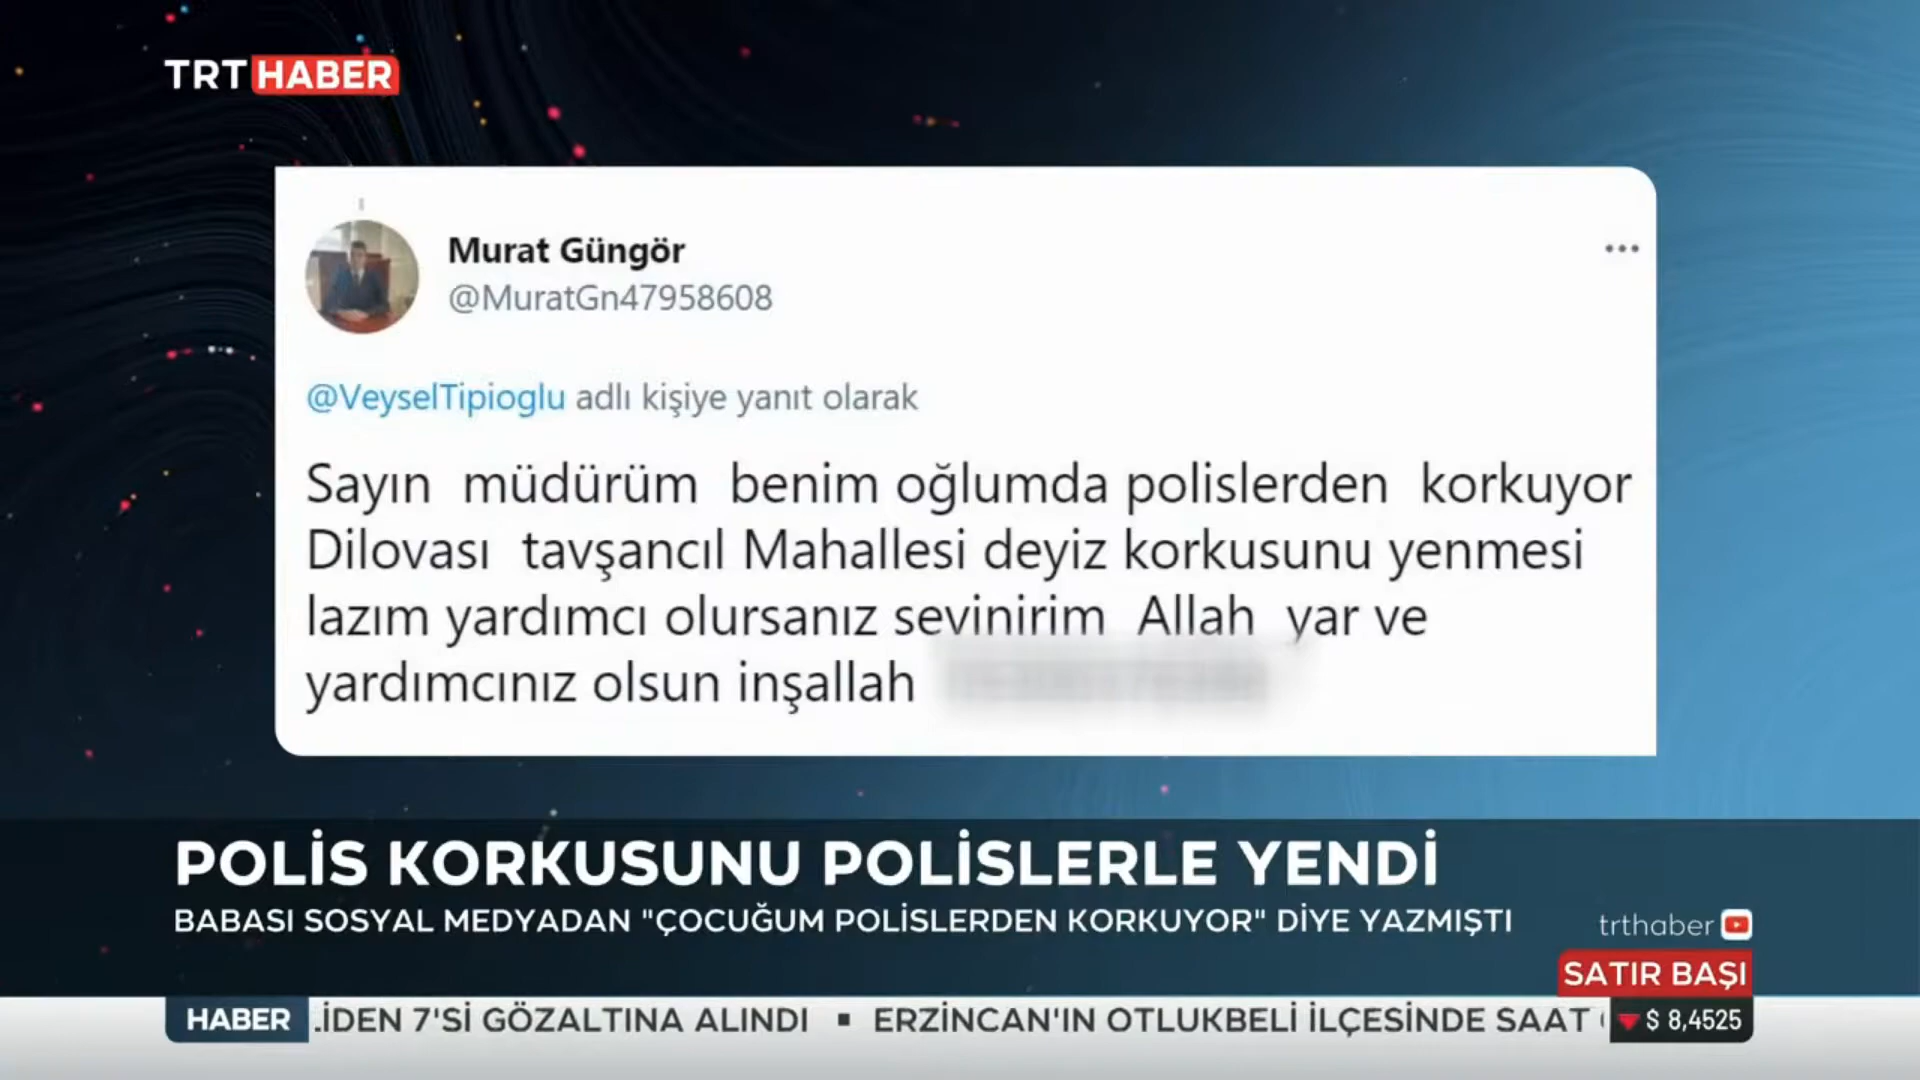 TRT HABER
Murat Güngör
@MuratGn47958608
@VeyselTipioglu adlı kişiye yanıt olarak
Sayın müdürüm benim oğlumda polislerden korkuyor
Dilovası tavşancıl Mahallesi deyiz korkusunu yenmesi
lazım yardımcı olursanız sevinirim Allah yar ve
yardımcınız olsun inşallah
POLİS KORKUSUNU POLİSLERLE YENDİ
BABASI SOSYAL MEDYADAN "ÇOCUĞUM POLİSLERDEN KORKUYOR" DİYE YAZMIŞTI
trthaber
SATIR BAŞI
HABER .İDEN 7'Sİ GÖZALTINA ALINDI ▪ ERZİNCAN'IN OTLUKBELİ İLÇESİNDE SAAT
$ 8,4525